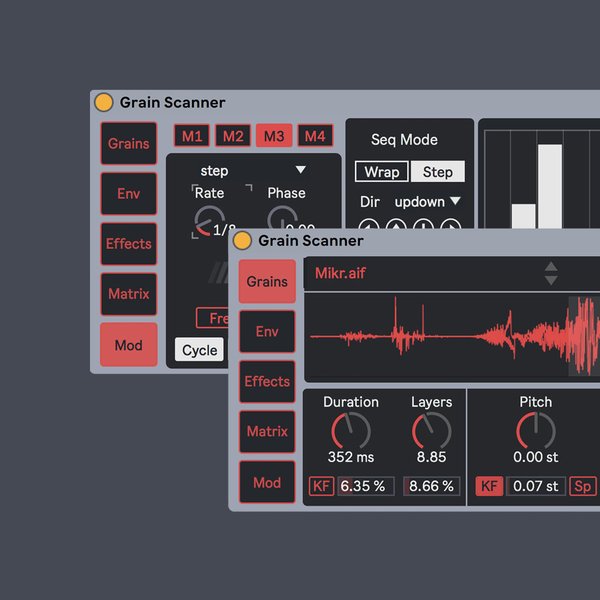 Grain Scanner
Grains
Env
Effects
Matrix
Mod
M1 M2 M3 M4
step
Rate Phase
1/8 0.00
Cycle
Seq Mode
Wrap Step
Dir updown
Grain Scanner
Grains
Env
Effects
Matrix
Mod
Mikr.aif
Duration Layers Pitch
352 ms 8.85 0.00 st
KF 6.35 % 8.66 % KF 0.07 st Sp